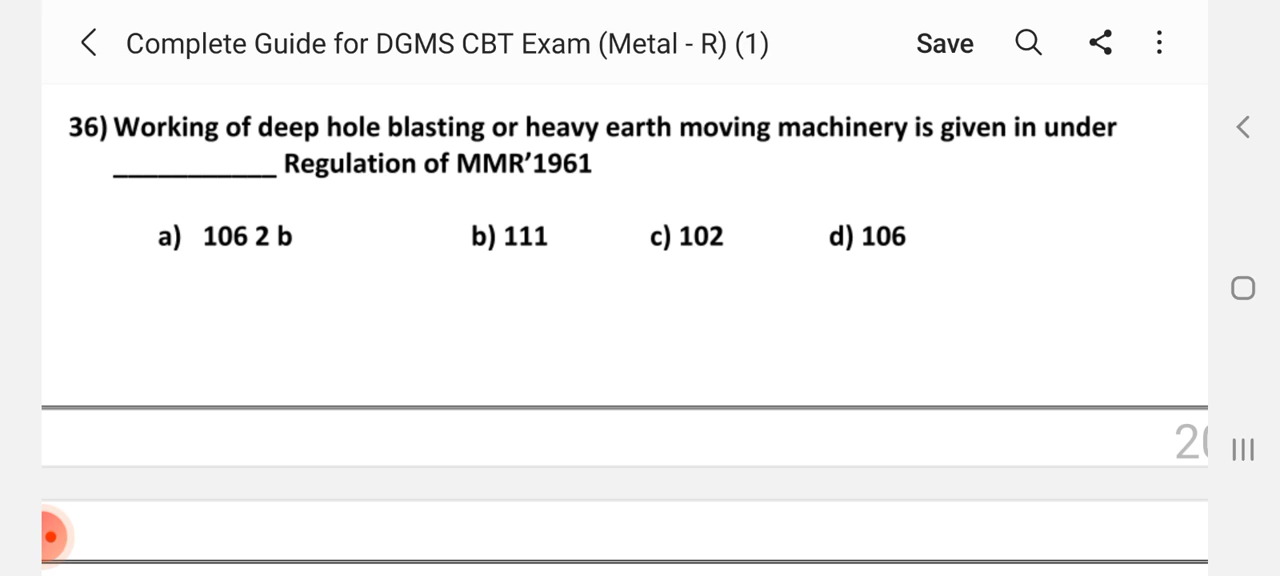 Complete Guide for DGMS CBT Exam (Metal - R) (1) Save
36) Working of deep hole blasting or heavy earth moving machinery is given in under
___________ Regulation of MMR’1961
a) 106 2 b b) 111 c) 102 d) 106